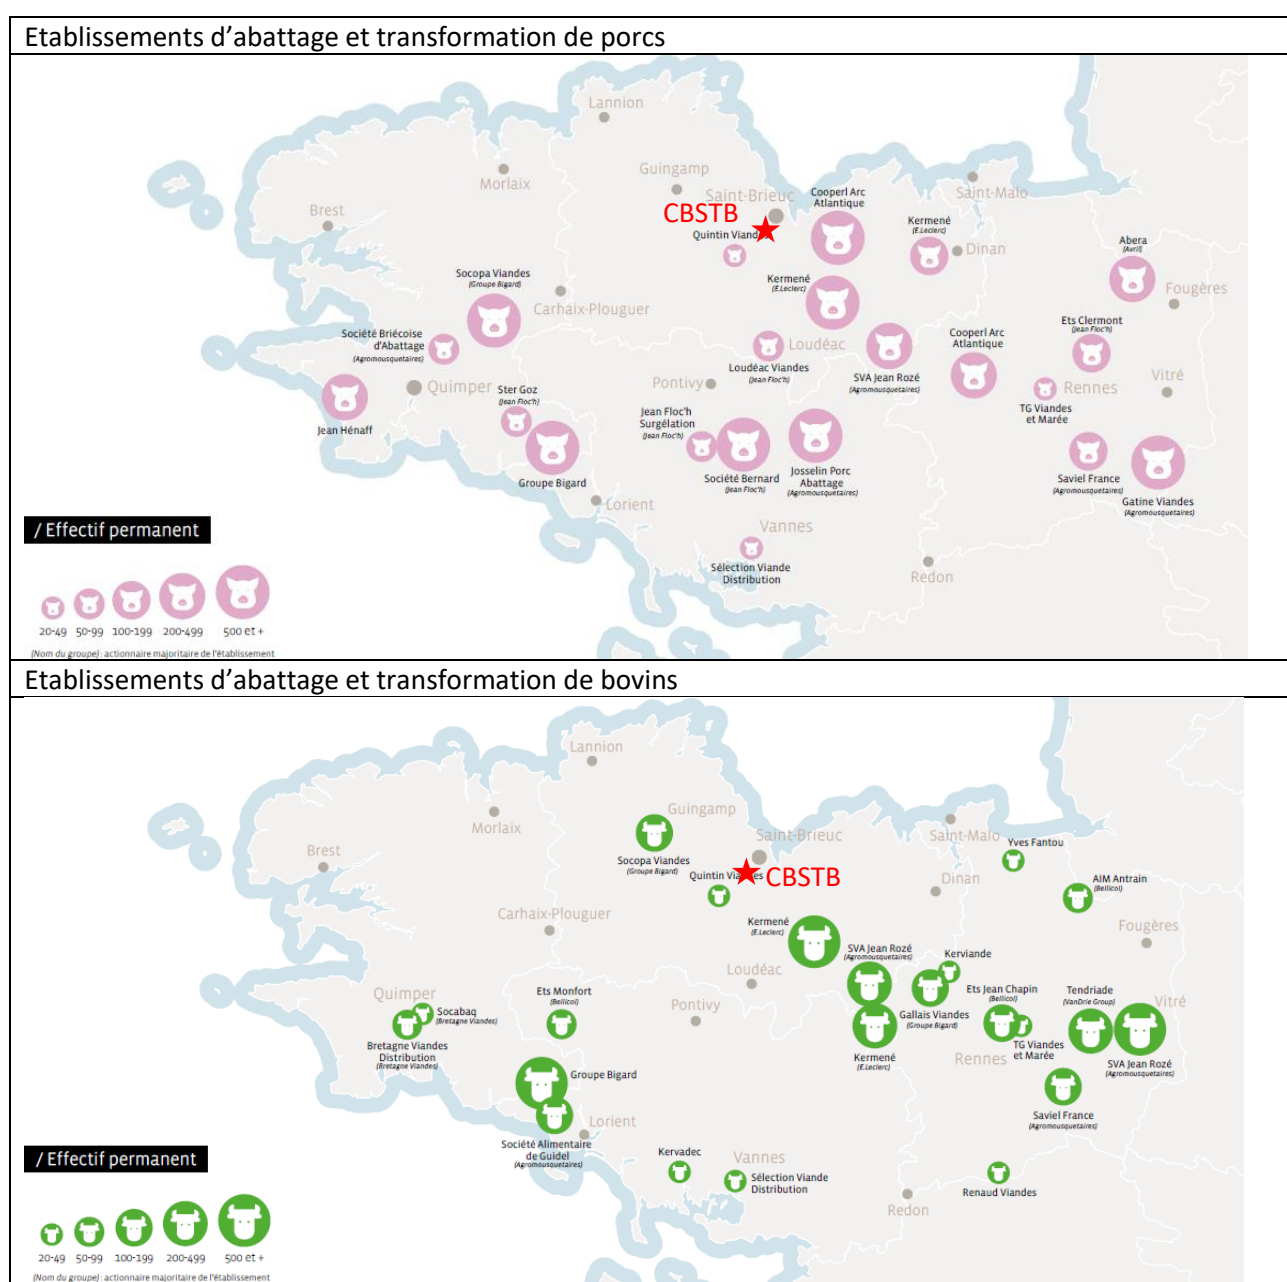 Etablissements d'abattage et transformation de porcs
Lannion
Guingamp
Morlaix
Saint-Brieuc
Cooperl Arc
Atlantique
Saint-Malo
Brest
CBSTB
Quintin Viandes
Kermené
(E.Leclerc)
Dinan
Abera
(Avril)
Socopa Viandes
(Groupe Bigard)
Kermené
(E.Leclerc)
Fougères
Carhaix-Plouguer
Société Briécoise
d'Abattage
(Agromousquetaires)
Loudéac
Cooperl Arc
Atlantique
Ets Clermont
(Jean Floc'h)
Loudéac Viandes
(Jean Floc'h)
SVA Jean Rozé
(Agromousquetaires)
Quimper
Ster Goz
(Jean Floc'h)
Pontivy
Rennes
Vitré
TG Viandes
et Marée
Jean Hénaff
Jean Floc'h
Surgélation
(Jean Floc'h)
Groupe Bigard
Société Bernard
(Jean Floc'h)
Josselin Porc
Abattage
(Agromousquetaires)
Saviel France
(Agromousquetaires)
Gatine Viandes
(Agromousquetaires)
Lorient
Vannes
Sélection Viande
Distribution
Redon
/ Effectif permanent
20-49 50-99 100-199 200-499 500 et +
(Nom du groupe) : actionnaire majoritaire de l'établissement
Etablissements d'abattage et transformation de bovins
Lannion
Guingamp
Morlaix
Saint-Brieuc
Saint-Malo
Yves Fantou
Brest
Socopa Viandes
(Groupe Bigard)
Quintin Viandes
CBSTB
Dinan
AIM Antrain
(Bellicol)
Carhaix-Plouguer
Kermené
(E.Leclerc)
Fougères
SVA Jean Rozé
(Agromousquetaires)
Kerviande
Loudéac
Quimper
Ets Monfort
(Bellicol)
Pontivy
Socabaq
(Bretagne Viandes)
Bretagne Viandes
Distribution
(Bretagne Viandes)
Gallais Viandes
(Groupe Bigard)
Ets Jean Chapin
(Bellicol)
Tendriade
(VanDrie Group)
Vitré
Kermené
(E.Leclerc)
Rennes
TG Viandes
et Marée
SVA Jean Rozé
(Agromousquetaires)
Groupe Bigard
Saviel France
(Agromousquetaires)
Lorient
Société Alimentaire
de Guidel
(Agromousquetaires)
Kervadec
Vannes
Sélection Viande
Distribution
Renaud Viandes
Redon
/ Effectif permanent
20-49 50-99 100-199 200-499 500 et +
(Nom du groupe) : actionnaire majoritaire de l'établissement